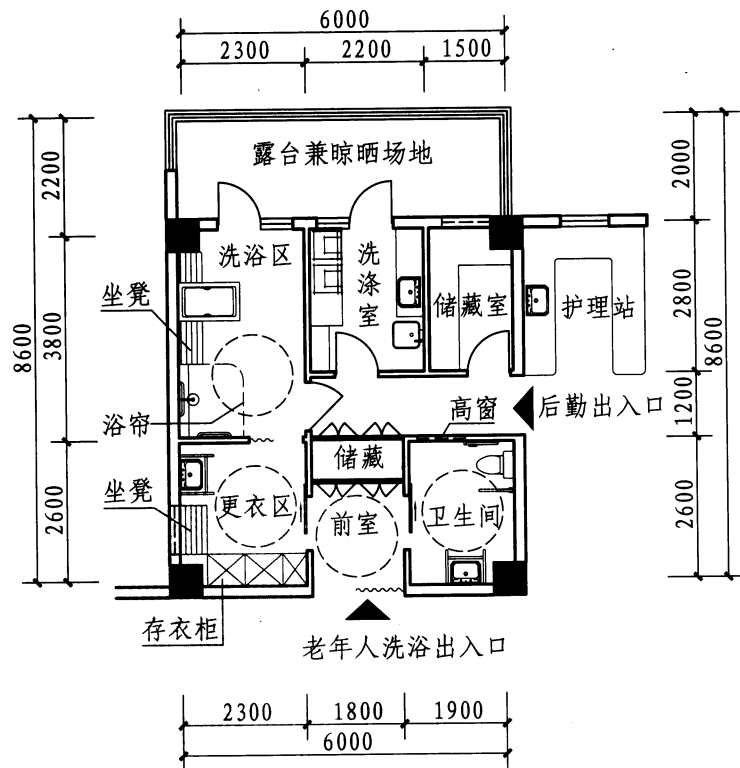 6000
2300
2200
1500
露台兼晾晒场地
2200
3800
2600
8600
2000
2800
1200
2600
8600
洗浴区
洗涤室
储藏室
护理站
坐凳
浴帘
高窗
后勤出入口
储藏
坐凳
更衣区
前室
卫生间
存衣柜
老年人洗浴出入口
2300
1800
1900
6000